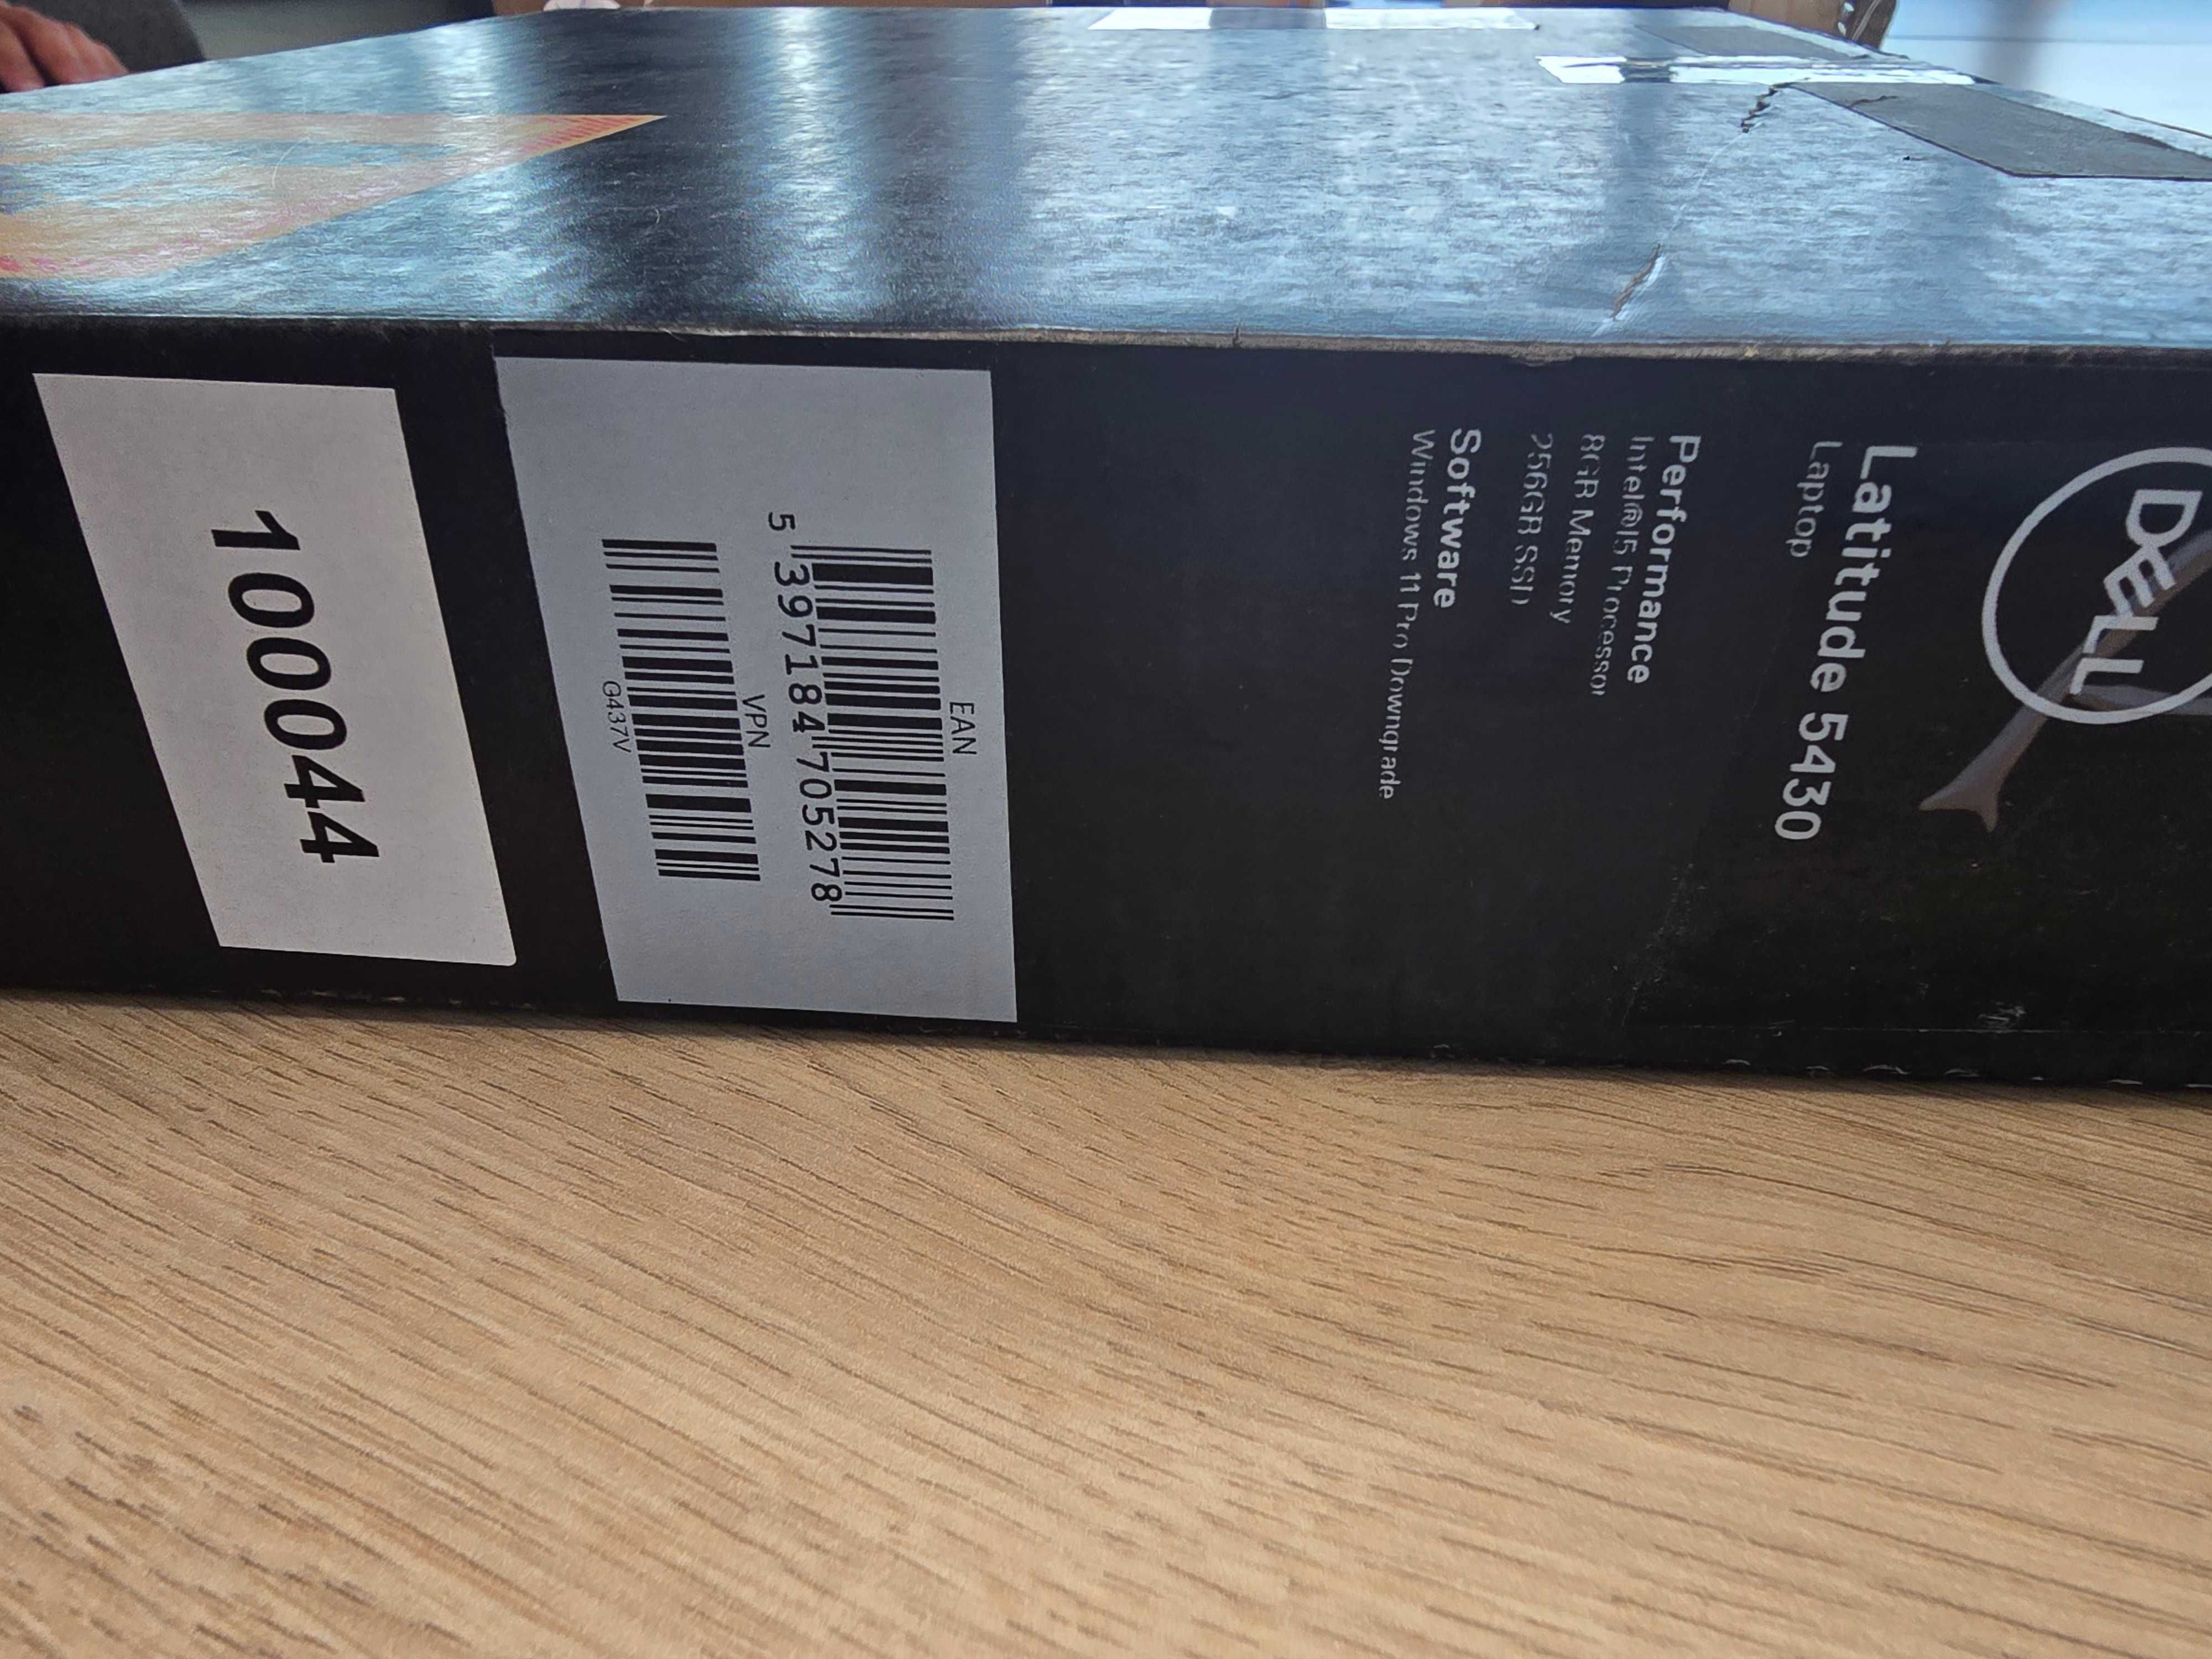 DELL
Latitude 5430
Laptop
Performance
Intel® I5 Processor
8GB Memory
256GB SSD
Software
Windows 11 Pro Downgrade
EAN
5 397184 705278
VPN
G437V
10044